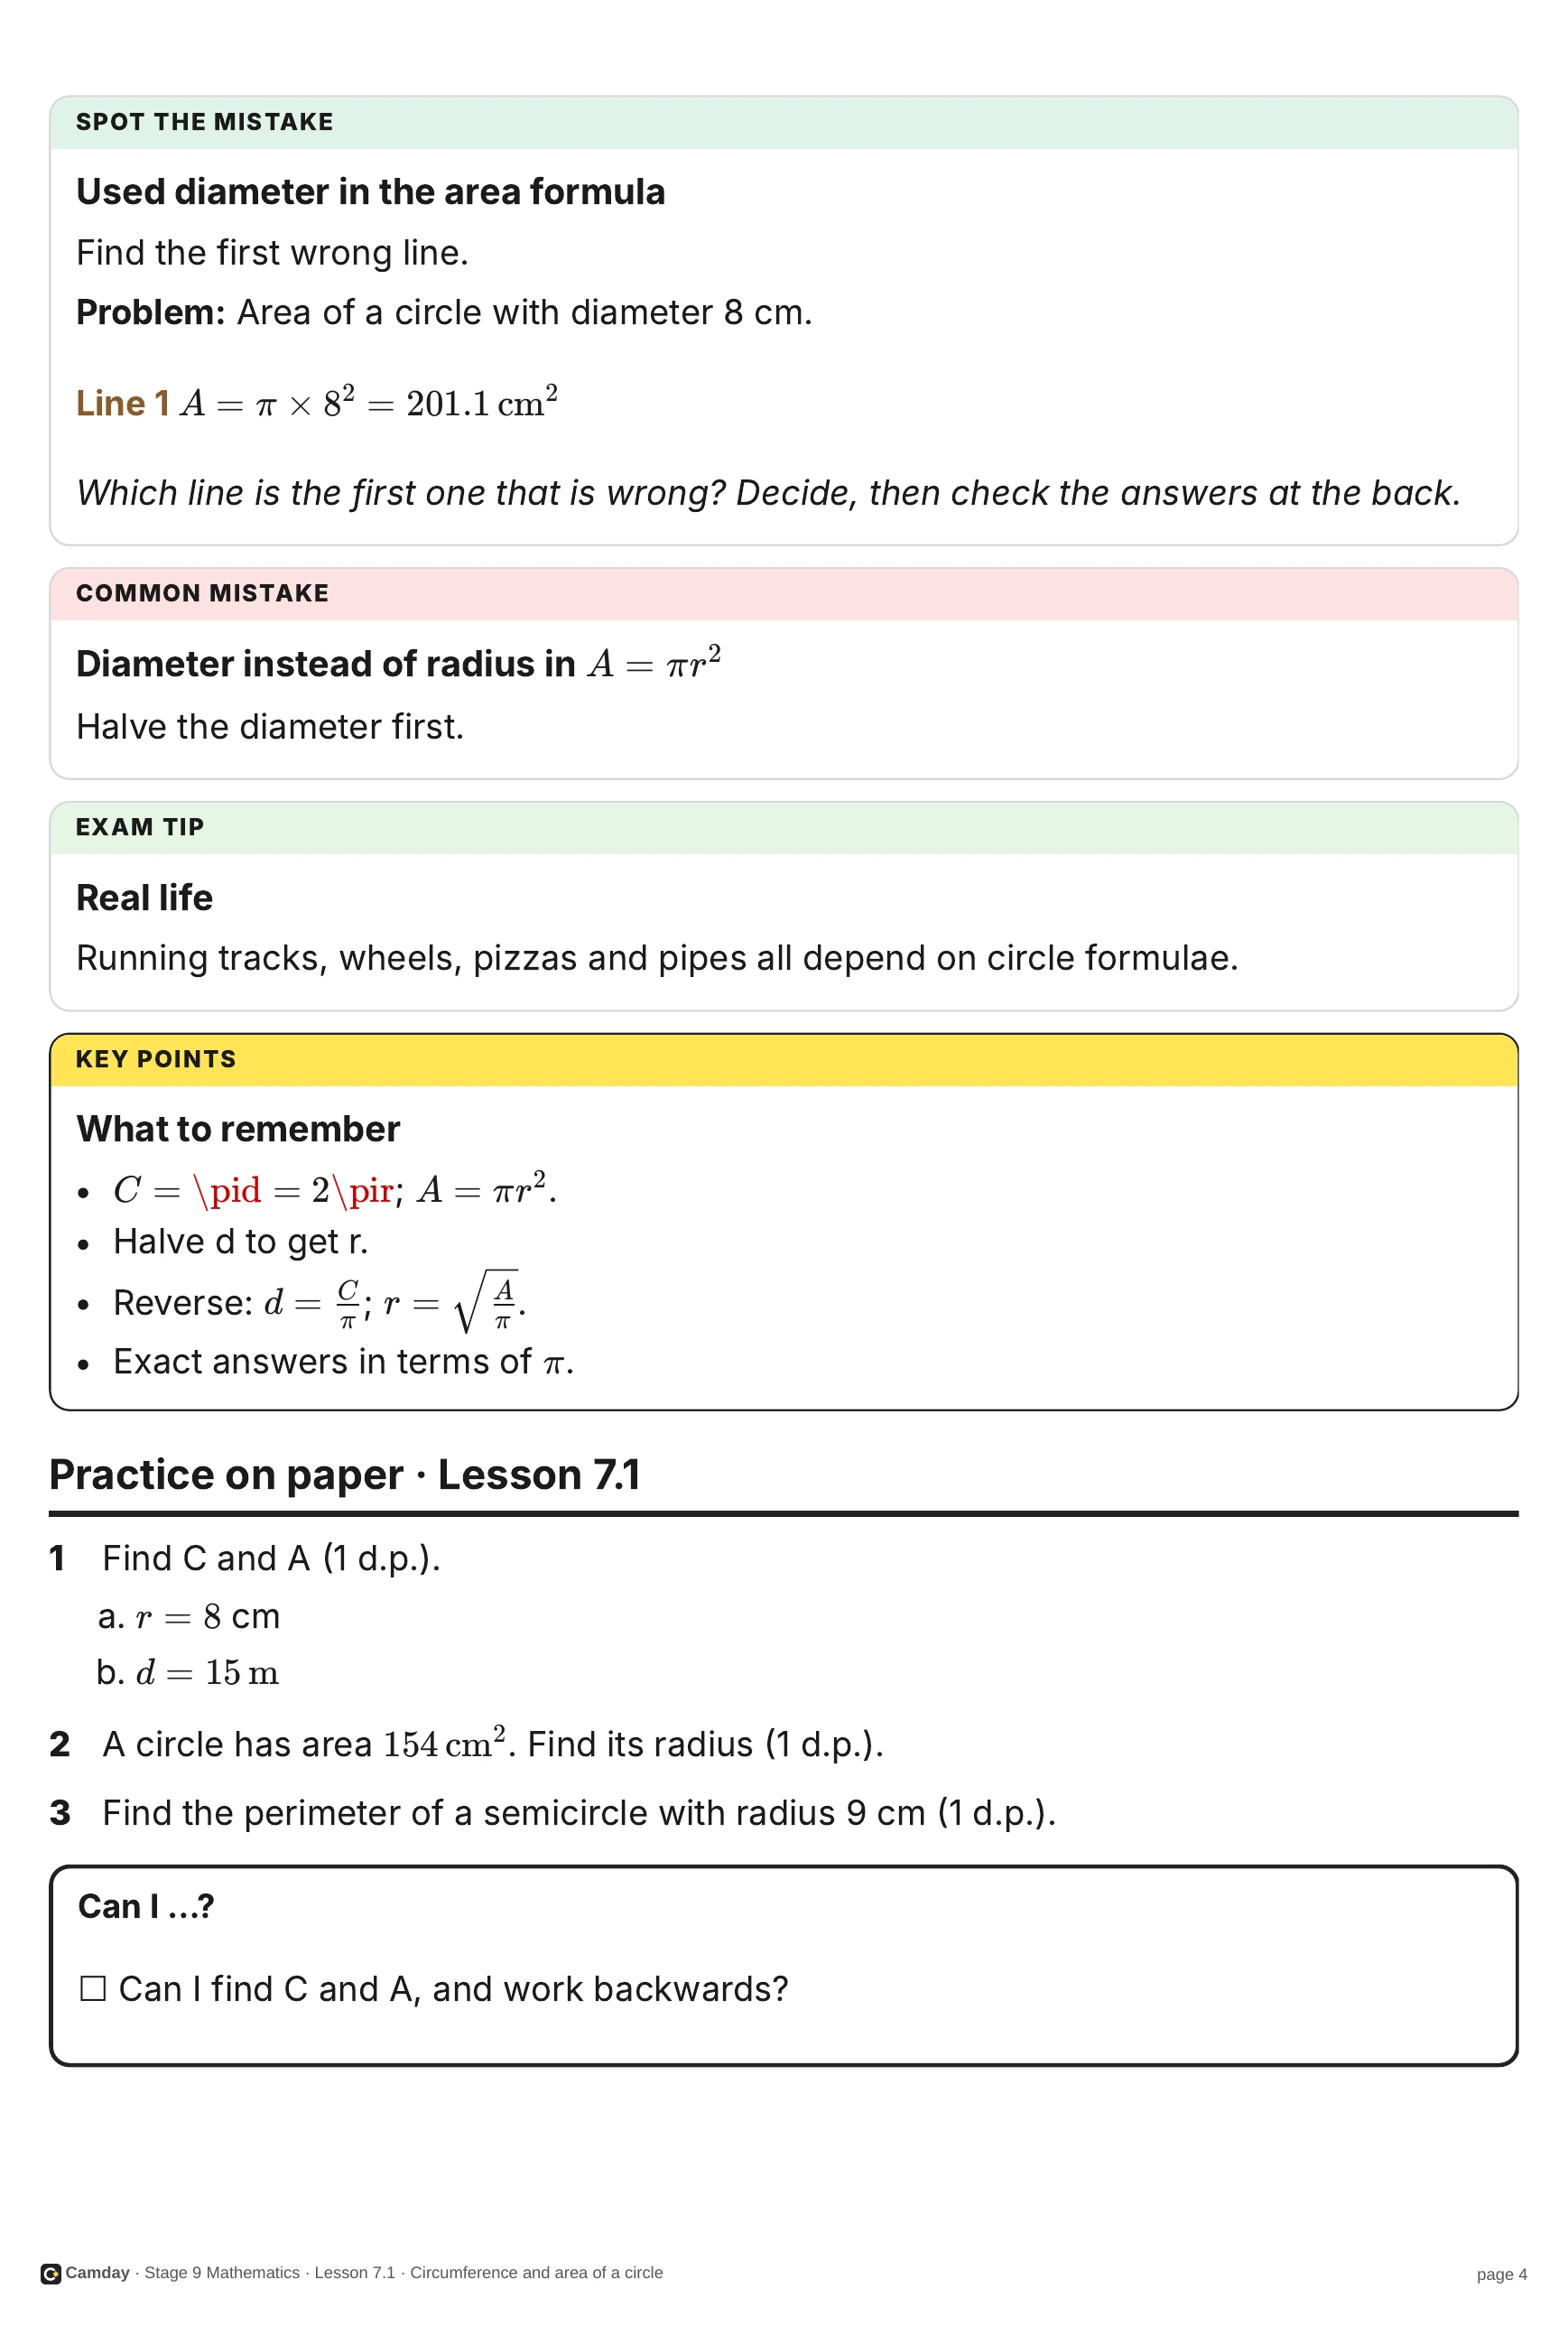 SPOT THE MISTAKE
Used diameter in the area formula
Find the first wrong line.
Problem: Area of a circle with diameter 8 cm.
Line 1 A = π × 8² = 201.1 cm²
Which line is the first one that is wrong? Decide, then check the answers at the back.
COMMON MISTAKE
Diameter instead of radius in A = πr²
Halve the diameter first.
EXAM TIP
Real life
Running tracks, wheels, pizzas and pipes all depend on circle formulae.
KEY POINTS
What to remember
• C = \pid = 2\pir; A = πr².
• Halve d to get r.
• Reverse: d = C/π; r = √(A/π).
• Exact answers in terms of π.
Practice on paper · Lesson 7.1
1 Find C and A (1 d.p.).
a. r = 8 cm
b. d = 15 m
2 A circle has area 154 cm². Find its radius (1 d.p.).
3 Find the perimeter of a semicircle with radius 9 cm (1 d.p.).
Can I …?
☐ Can I find C and A, and work backwards?
Camday · Stage 9 Mathematics · Lesson 7.1 · Circumference and area of a circle
page 4